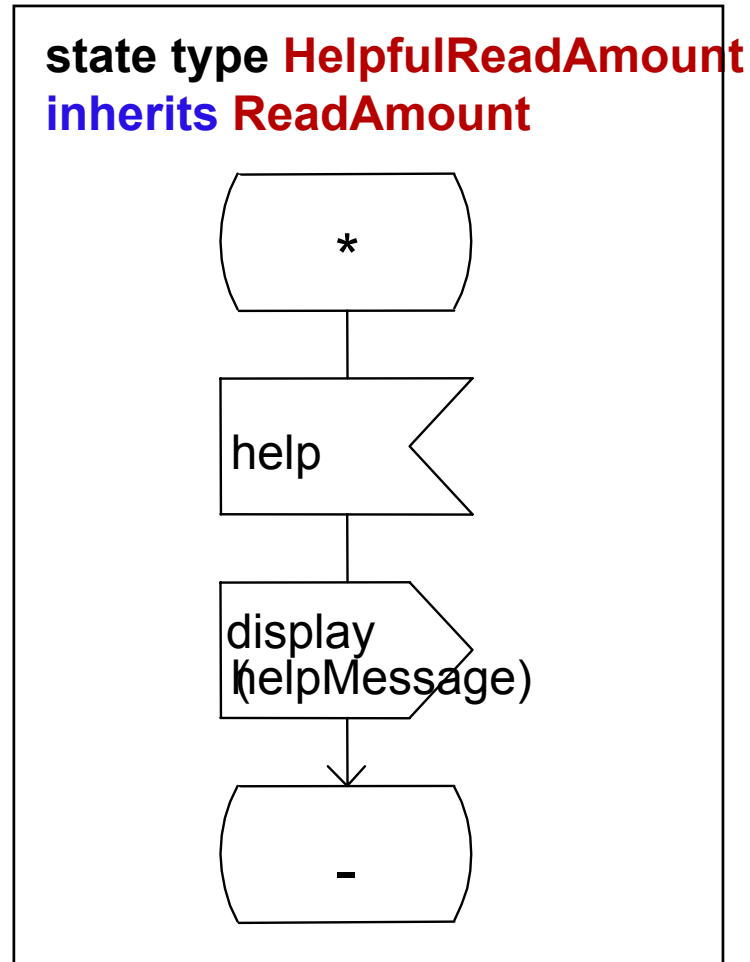 state type HelpfulReadAmount
inherits ReadAmount
*
help
display
(helpMessage)
-